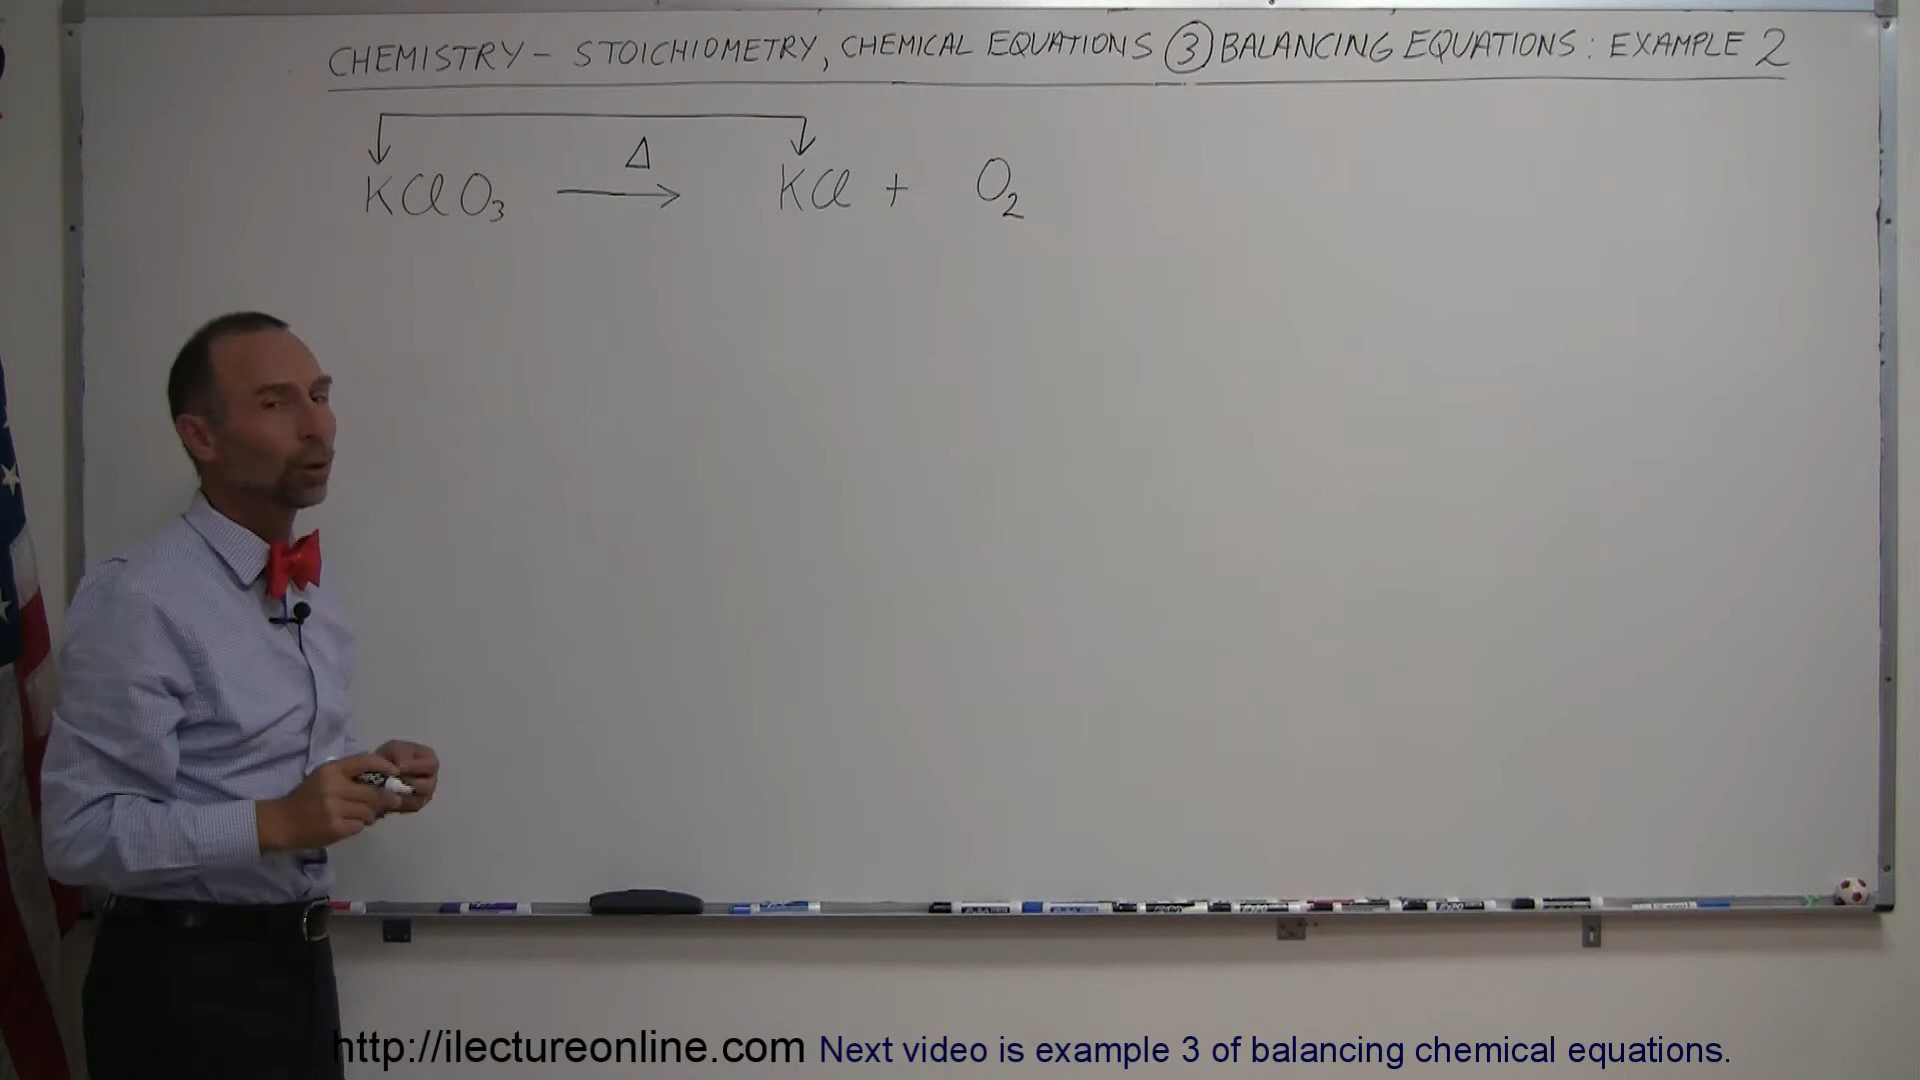 CHEMISTRY – STOICHIOMETRY, CHEMICAL EQUATIONS ③ BALANCING EQUATIONS: EXAMPLE 2
Δ
KClO₃ → KCl + O₂
http://ilectureonline.com Next video is example 3 of balancing chemical equations.